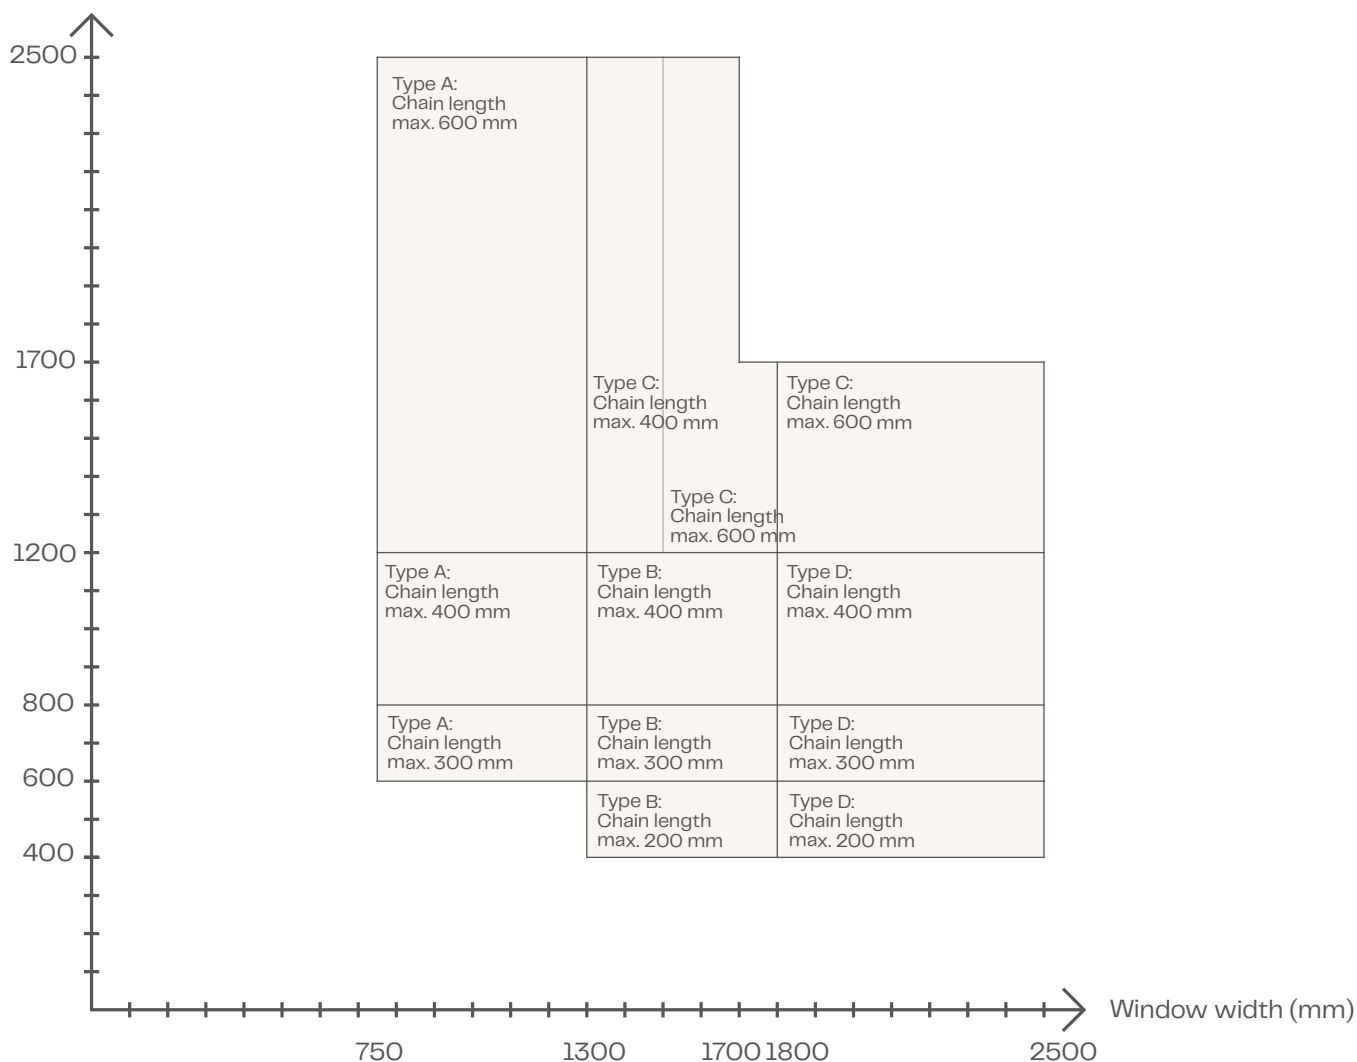 2500
Type A:
Chain length
max. 600 mm
1700
Type C:
Chain length
max. 400 mm
Type C:
Chain length
max. 600 mm
Type C:
Chain length
max. 600 mm
1200
Type A:
Chain length
max. 400 mm
Type B:
Chain length
max. 400 mm
Type D:
Chain length
max. 400 mm
800
Type A:
Chain length
max. 300 mm
Type B:
Chain length
max. 300 mm
Type D:
Chain length
max. 300 mm
600
Type B:
Chain length
max. 200 mm
Type D:
Chain length
max. 200 mm
400
Window width (mm)
750 1300 1700 1800 2500